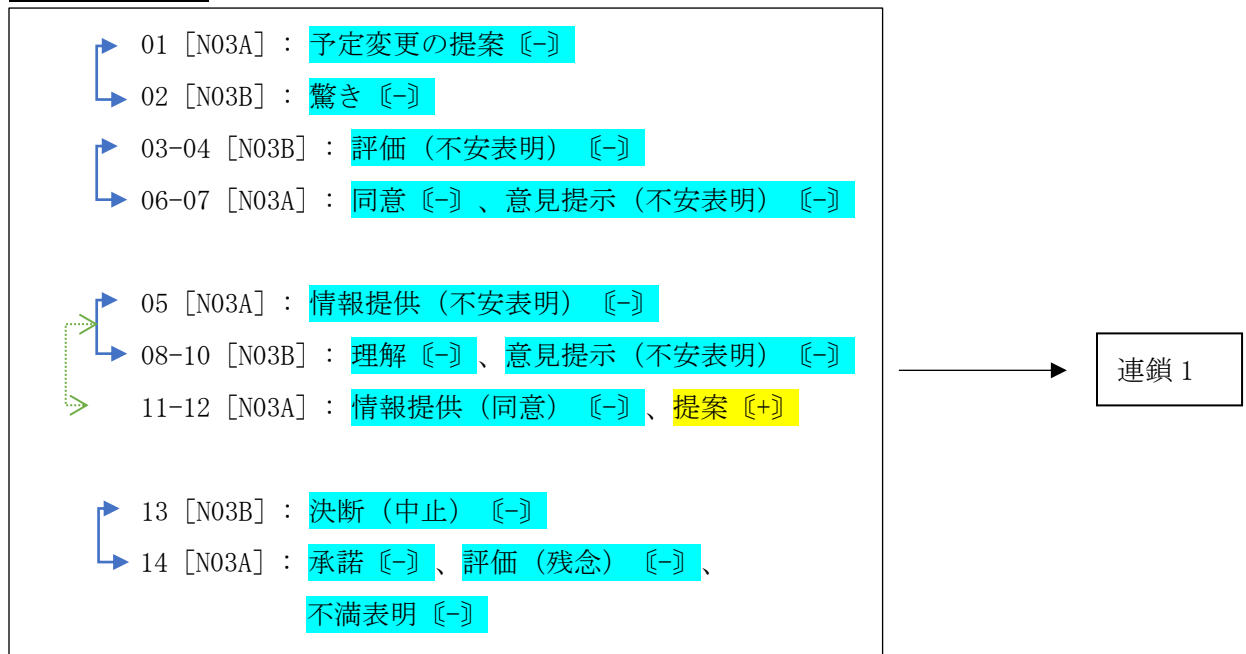 01 [N03A] : 予定変更の提案〔-〕
02 [N03B] : 驚き〔-〕
03-04 [N03B] : 評価（不安表明）〔-〕
06-07 [N03A] : 同意〔-〕、意見提示（不安表明）〔-〕
05 [N03A] : 情報提供（不安表明）〔-〕
08-10 [N03B] : 理解〔-〕、意見提示（不安表明）〔-〕
連鎖 1
11-12 [N03A] : 情報提供（同意）〔-〕、提案〔+〕
13 [N03B] : 決断（中止）〔-〕
14 [N03A] : 承諾〔-〕、評価（残念）〔-〕、
不満表明〔-〕